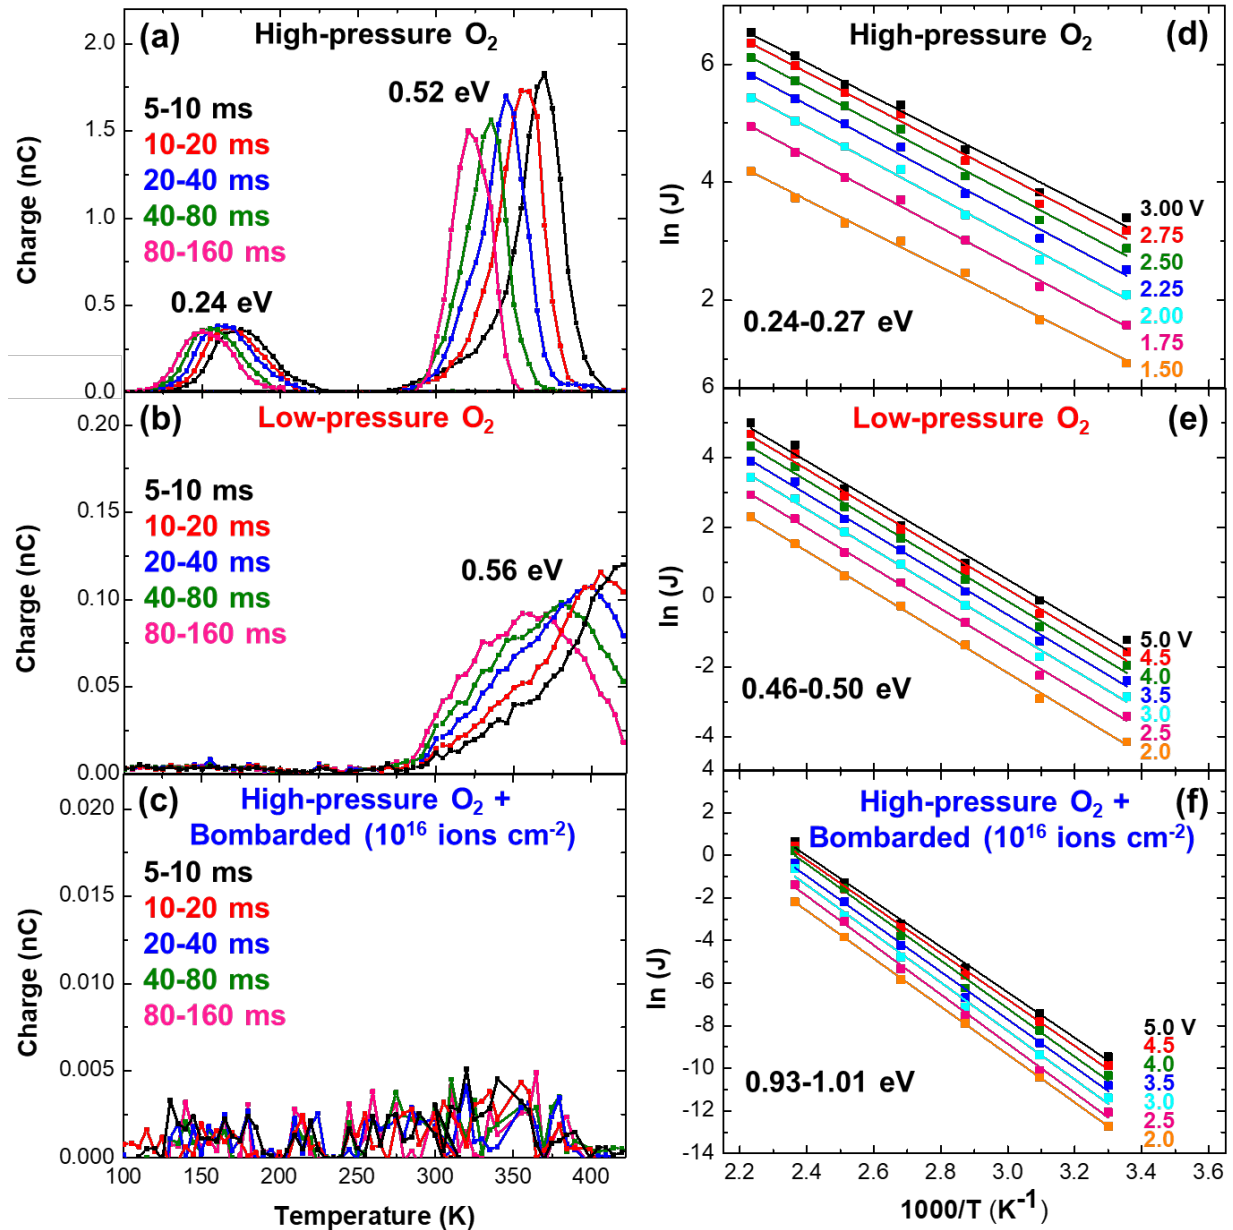 (a) High-pressure O₂
5-10 ms
10-20 ms
20-40 ms
40-80 ms
80-160 ms
0.52 eV
0.24 eV
Charge (nC)
2.0
1.5
1.0
0.5
0.0
(b) Low-pressure O₂
5-10 ms
10-20 ms
20-40 ms
40-80 ms
80-160 ms
0.56 eV
Charge (nC)
0.20
0.15
0.10
0.05
0.00
(c) High-pressure O₂ +
Bombarded (10¹⁶ ions cm⁻²)
5-10 ms
10-20 ms
20-40 ms
40-80 ms
80-160 ms
Charge (nC)
0.020
0.015
0.010
0.005
0.000
100 150 200 250 300 350 400
Temperature (K)
High-pressure O₂ (d)
ln (J)
6
4
2
3.00 V
2.75
2.50
2.25
2.00
1.75
1.50
0.24-0.27 eV
Low-pressure O₂ (e)
ln (J)
6
4
2
0
-2
-4
5.0 V
4.5
4.0
3.5
3.0
2.5
2.0
0.46-0.50 eV
High-pressure O₂ + (f)
Bombarded (10¹⁶ ions cm⁻²)
ln (J)
4
2
0
-2
-4
-6
-8
-10
-12
-14
5.0 V
4.5
4.0
3.5
3.0
2.5
2.0
0.93-1.01 eV
2.2 2.4 2.6 2.8 3.0 3.2 3.4 3.6
1000/T (K⁻¹)